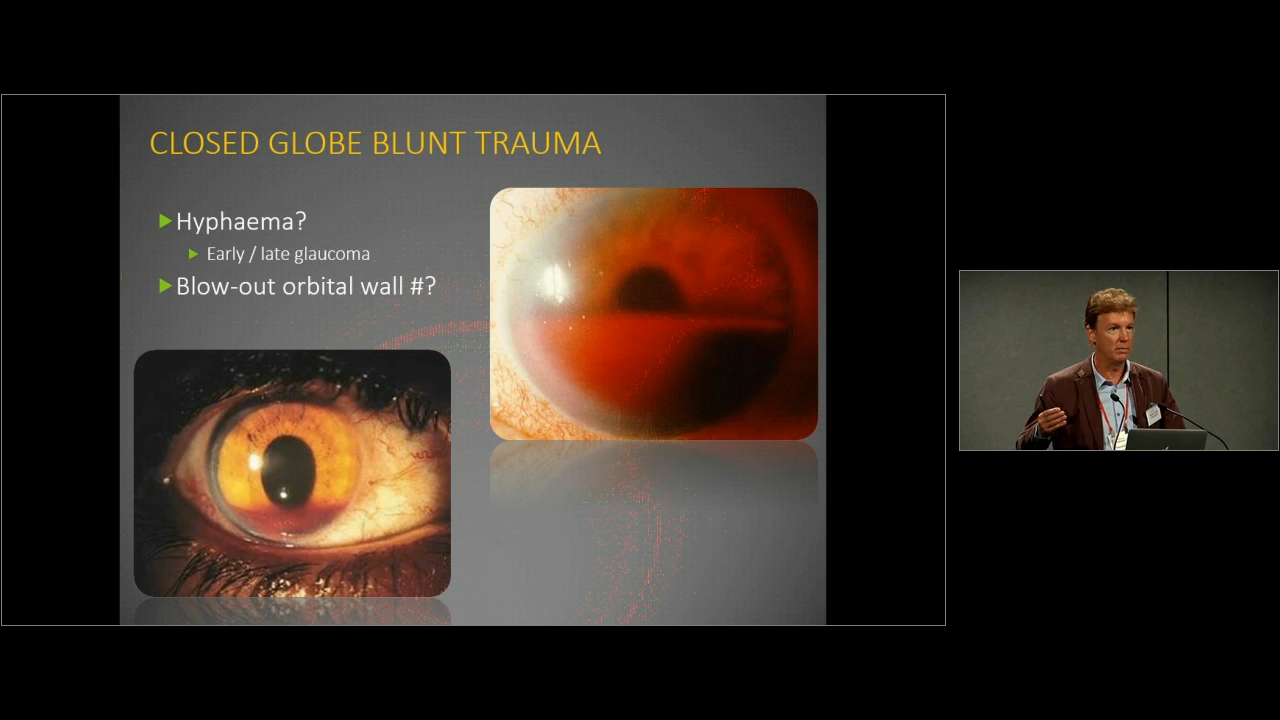 CLOSED GLOBE BLUNT TRAUMA
Hyphaema?
Early / late glaucoma
Blow-out orbital wall #?